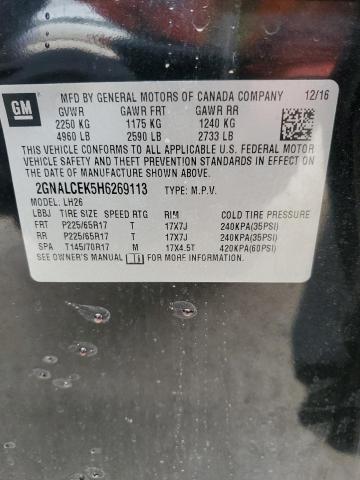 GM
MFD BY GENERAL MOTORS OF CANADA COMPANY 12/16
GVWR GAWR FRT GAWR RR
2250 KG 1175 KG 1240 KG
4960 LB 2590 LB 2733 LB
THIS VEHICLE CONFORMS TO ALL APPLICABLE U.S. FEDERAL MOTOR
VEHICLE SAFETY AND THEFT PREVENTION STANDARDS IN EFFECT ON
THE DATE OF MANUFACTURE SHOWN ABOVE.
2GNALCEK5H6269113 TYPE: M.P.V.
MODEL: LH26
LBBJ TIRE SIZE SPEED RTG RIM COLD TIRE PRESSURE
FRT P225/65R17 T 17X7J 240KPA(35PSI)
RR P225/65R17 T 17X7J 240KPA(35PSI)
SPA T145/70R17 M 17X4.5T 420KPA(60PSI)
SEE OWNER'S MANUAL FOR MORE INFORMATION.